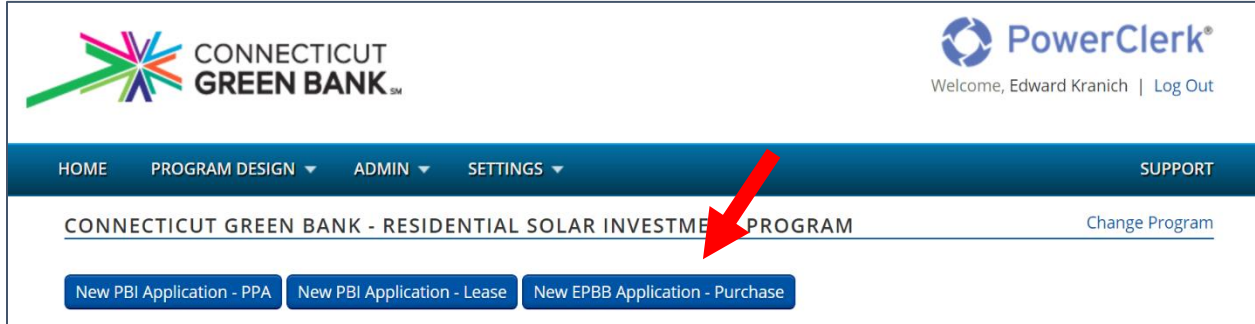 CONNECTICUT
GREEN BANK SM
PowerClerk®
Welcome, Edward Kranich | Log Out
HOME PROGRAM DESIGN ADMIN SETTINGS SUPPORT
CONNECTICUT GREEN BANK - RESIDENTIAL SOLAR INVESTMENT PROGRAM Change Program
New PBI Application - PPA New PBI Application - Lease New EPBB Application - Purchase